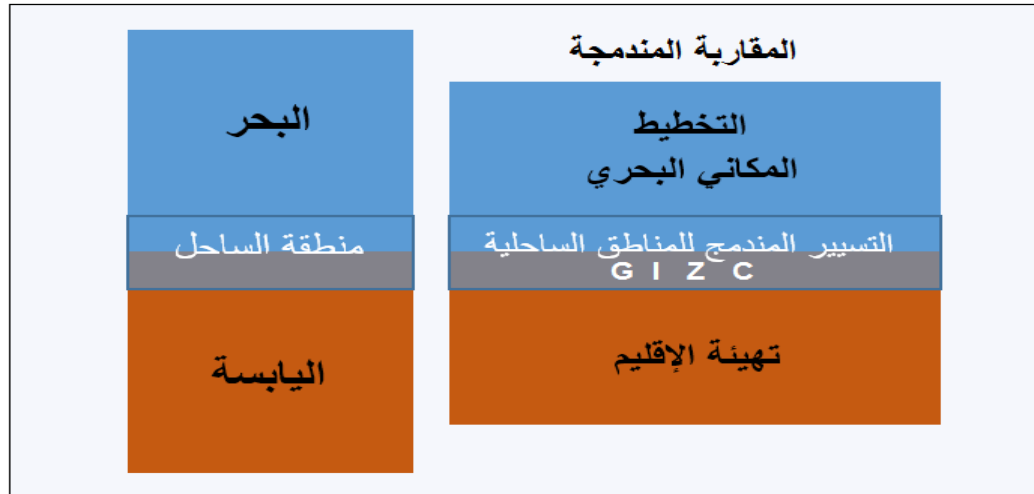 المقاربة المندمجة
التخطيط
المكاني البحري
التسيير المندمج للمناطق الساحلية
G I Z C
تهيئة الإقليم
البحر
منطقة الساحل
اليابسة